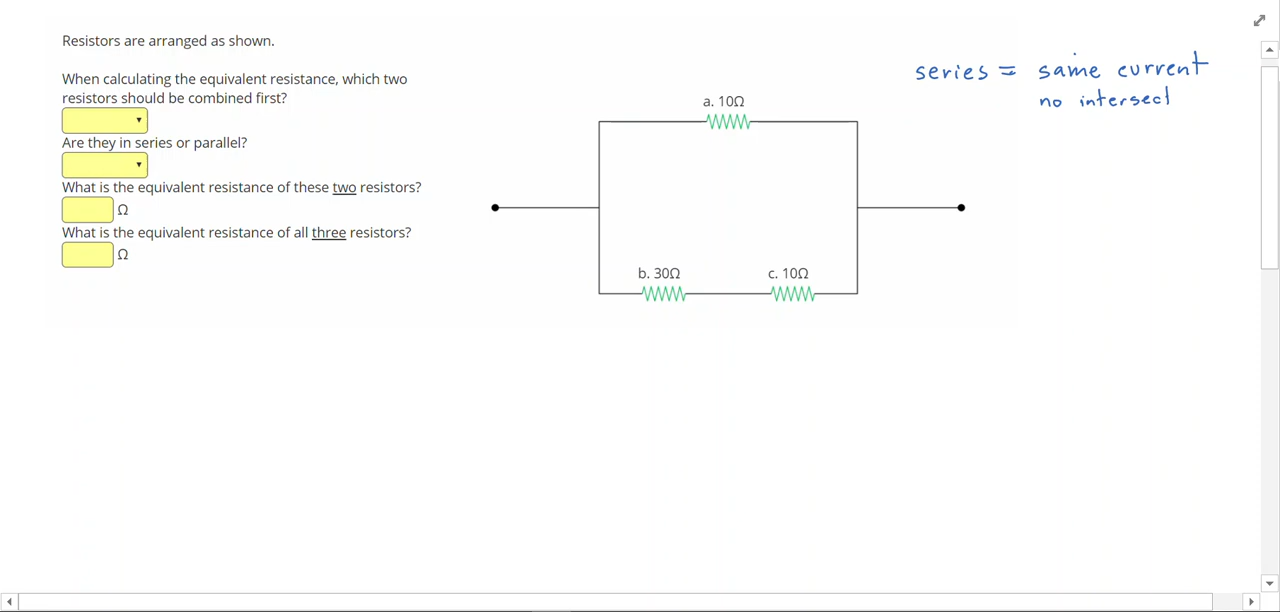 Resistors are arranged as shown.
When calculating the equivalent resistance, which two
resistors should be combined first?
Are they in series or parallel?
What is the equivalent resistance of these two resistors?
Ω
What is the equivalent resistance of all three resistors?
Ω
a. 10Ω
b. 30Ω
c. 10Ω
series = same current
no intersect